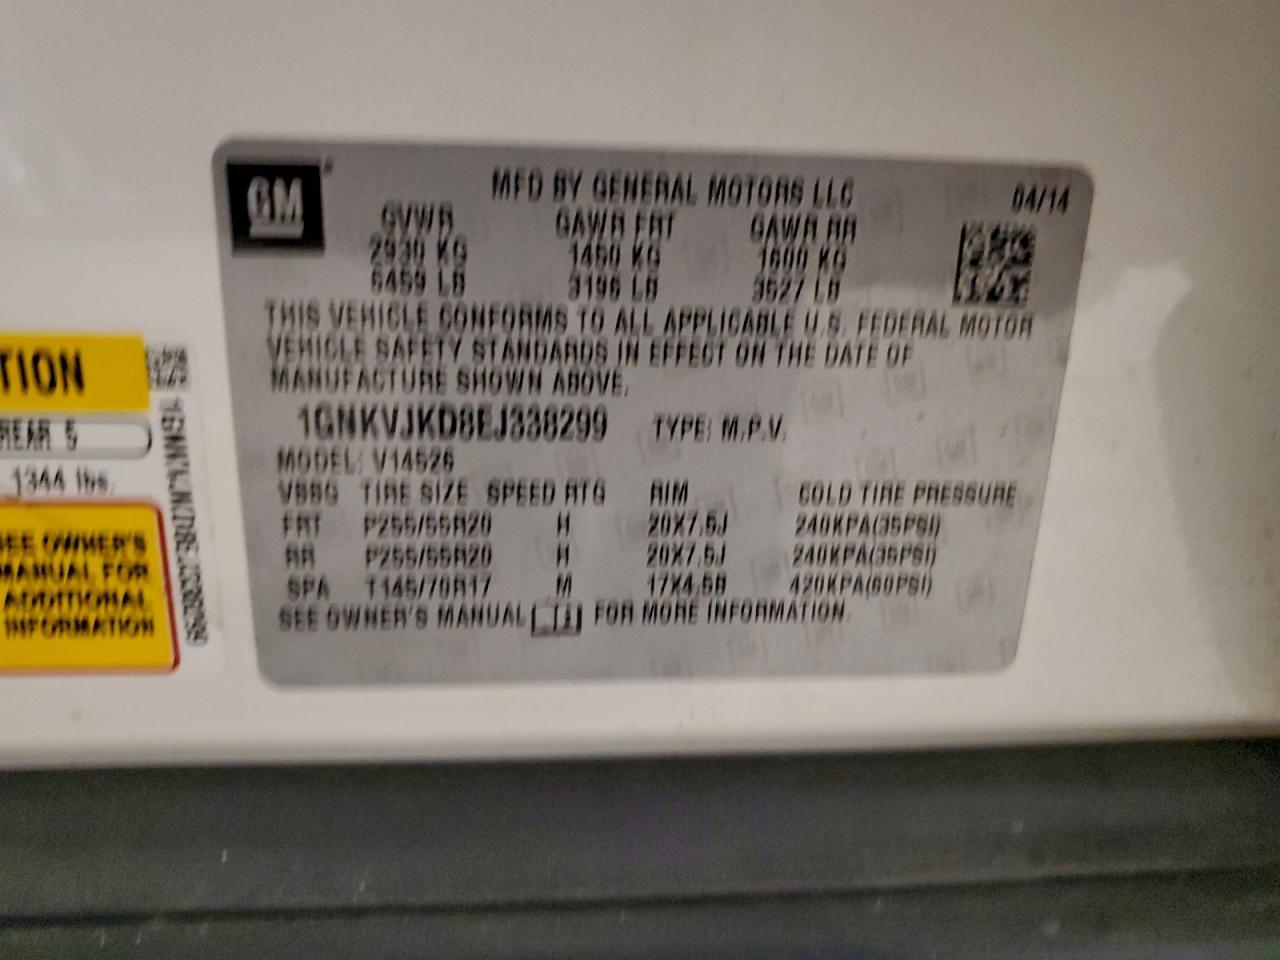 GM
MFD BY GENERAL MOTORS LLC 04/14
GVWR GAWR FRT GAWR RR
2930 KG 1450 KG 1600 KG
6459 LB 3196 LB 3527 LB
THIS VEHICLE CONFORMS TO ALL APPLICABLE U.S. FEDERAL MOTOR
VEHICLE SAFETY STANDARDS IN EFFECT ON THE DATE OF
MANUFACTURE SHOWN ABOVE.
1GNKVJKD8EJ338299 TYPE: M.P.V.
MODEL: V14526
TIRE SIZE SPEED RTG RIM COLD TIRE PRESSURE
FRT P255/55R20 H 20X7.5J 240KPA(35PSI)
RR P255/55R20 H 20X7.5J 240KPA(35PSI)
SPA T145/70R17 M 17X4.5B 420KPA(60PSI)
SEE OWNER'S MANUAL FOR MORE INFORMATION.
TION
REAR 5
1344 lbs.
SEE OWNER'S
MANUAL FOR
ADDITIONAL
INFORMATION
1GNKVJKD8EJ338299